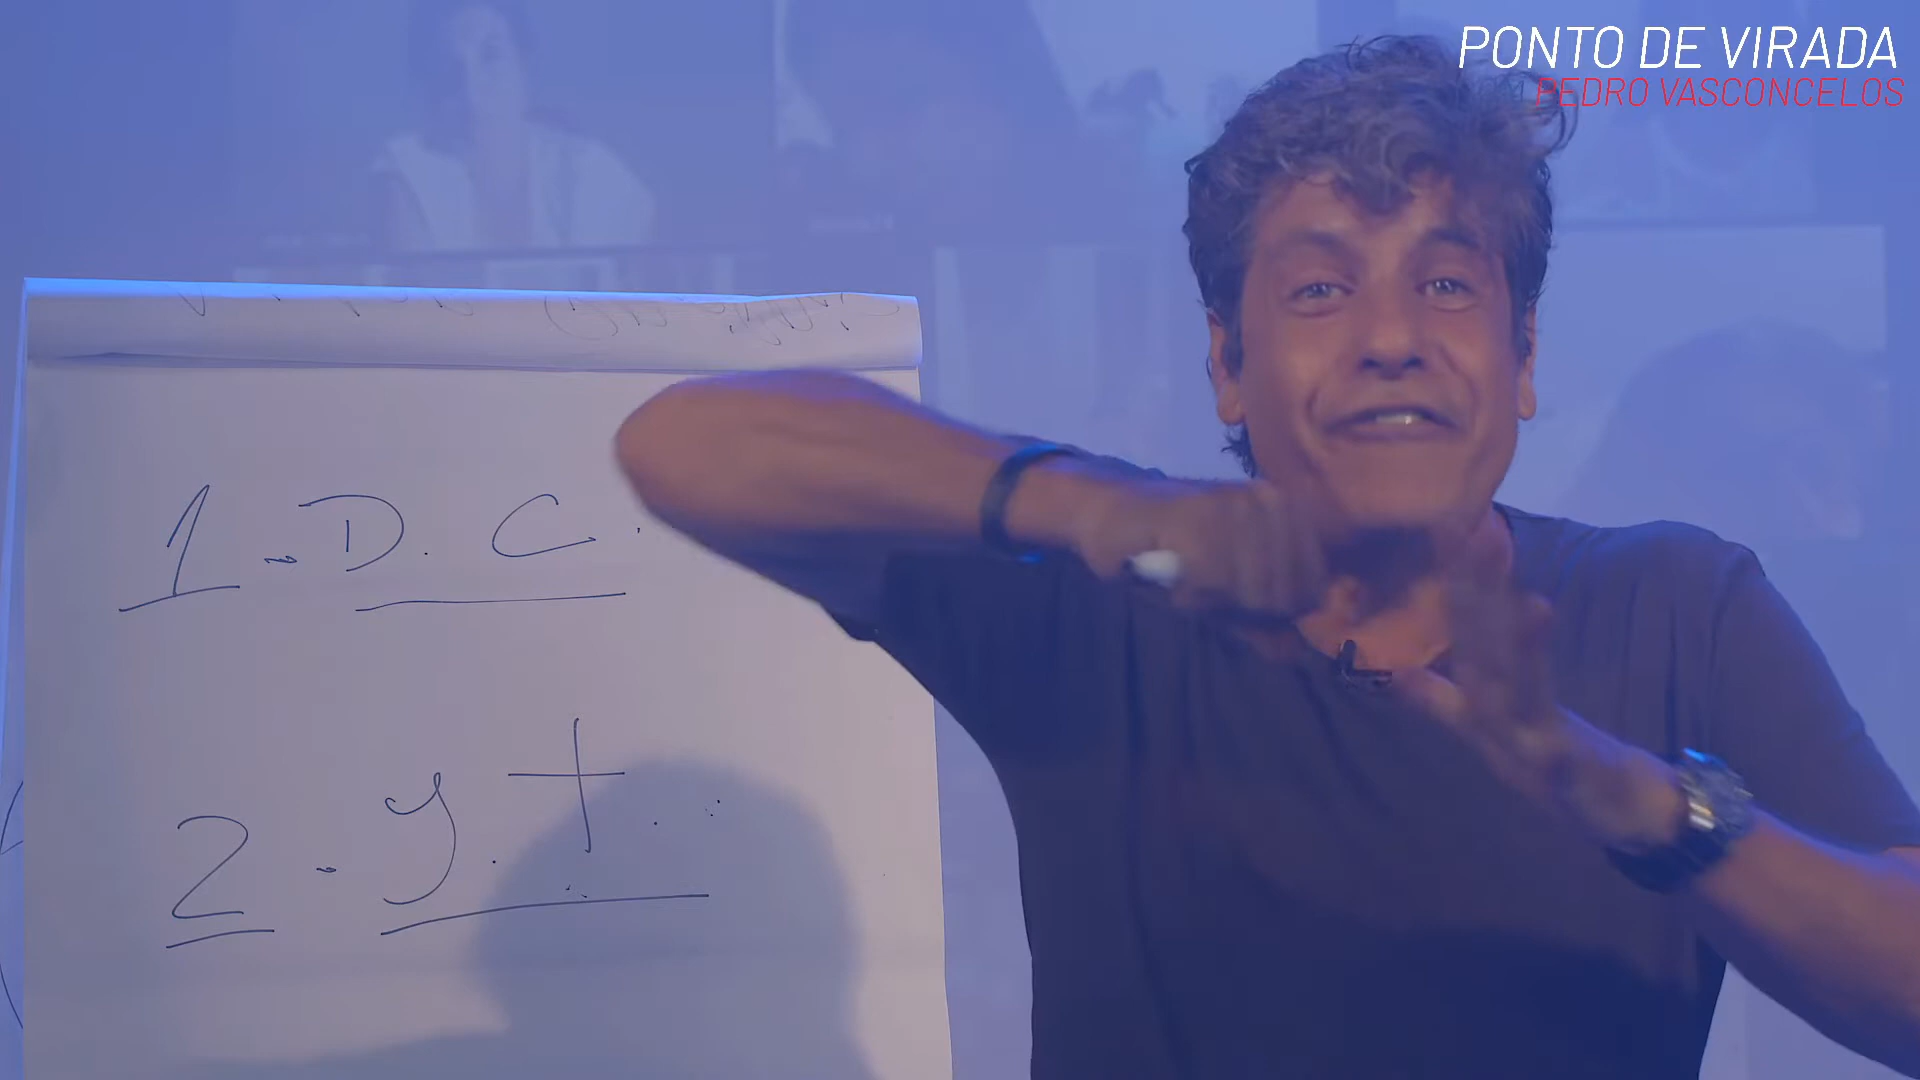 PONTO DE VIRADA
PEDRO VASCONCELOS
1. D. C.
2. Y. T.